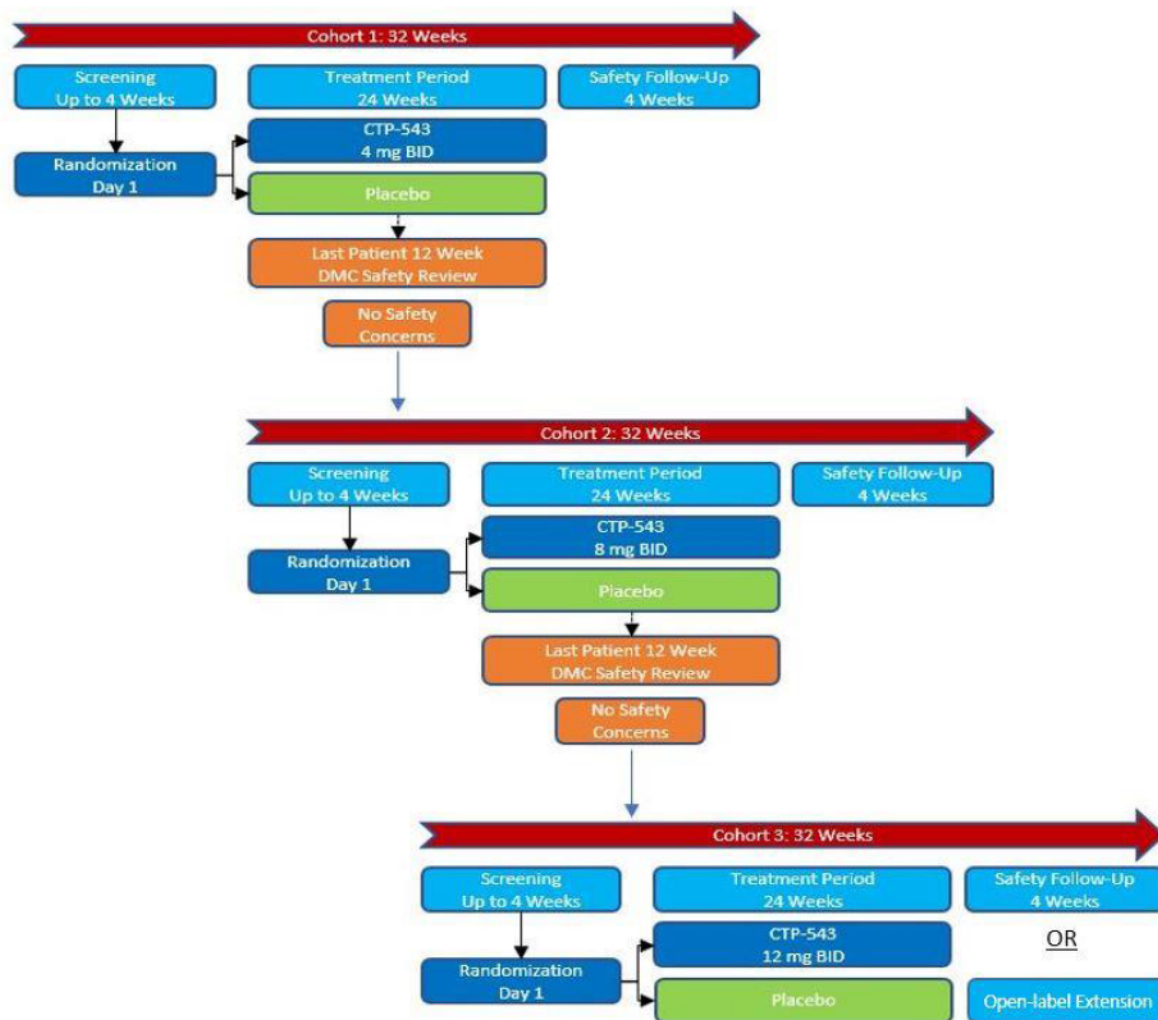 Cohort 1: 32 Weeks
Screening
Up to 4 Weeks
Treatment Period
24 Weeks
Safety Follow-Up
4 Weeks
CTP-543
4 mg BID
Randomization
Day 1
Placebo
Last Patient 12 Week
DMC Safety Review
No Safety
Concerns
Cohort 2: 32 Weeks
Screening
Up to 4 Weeks
Treatment Period
24 Weeks
Safety Follow-Up
4 Weeks
CTP-543
8 mg BID
Randomization
Day 1
Placebo
Last Patient 12 Week
DMC Safety Review
No Safety
Concerns
Cohort 3: 32 Weeks
Screening
Up to 4 Weeks
Treatment Period
24 Weeks
Safety Follow-Up
4 Weeks
CTP-543
12 mg BID
OR
Randomization
Day 1
Placebo
Open-label Extension